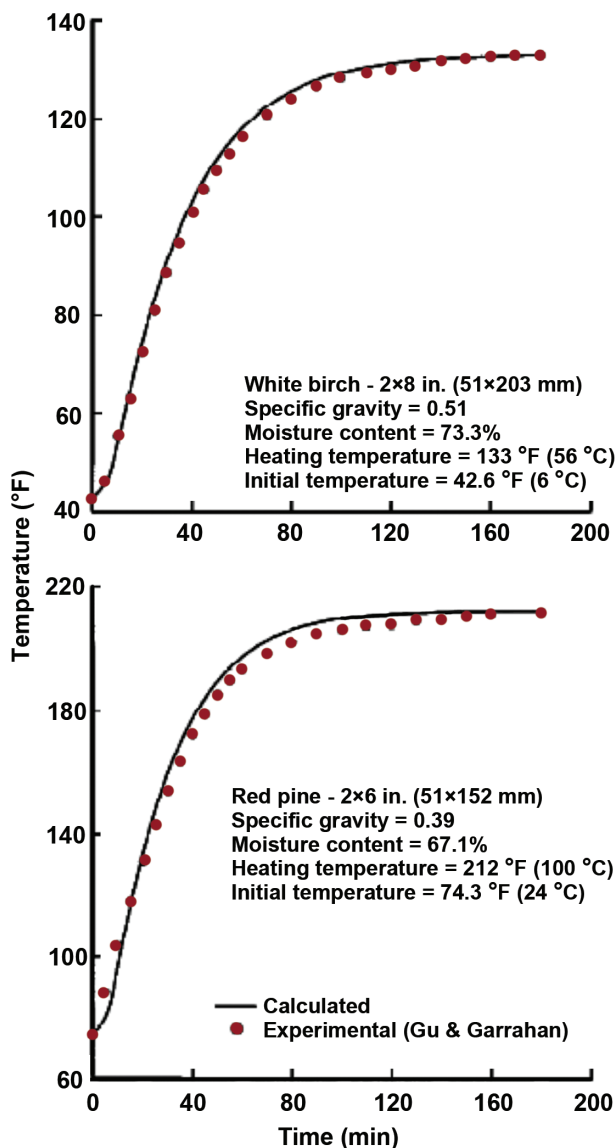 140
120
100
80
60
40
0 40 80 120 160 200
White birch - 2×8 in. (51×203 mm)
Specific gravity = 0.51
Moisture content = 73.3%
Heating temperature = 133 °F (56 °C)
Initial temperature = 42.6 °F (6 °C)
Temperature (°F)
220
180
140
100
60
Red pine - 2×6 in. (51×152 mm)
Specific gravity = 0.39
Moisture content = 67.1%
Heating temperature = 212 °F (100 °C)
Initial temperature = 74.3 °F (24 °C)
Calculated
Experimental (Gu & Garrahan)
0 40 80 120 160 200
Time (min)